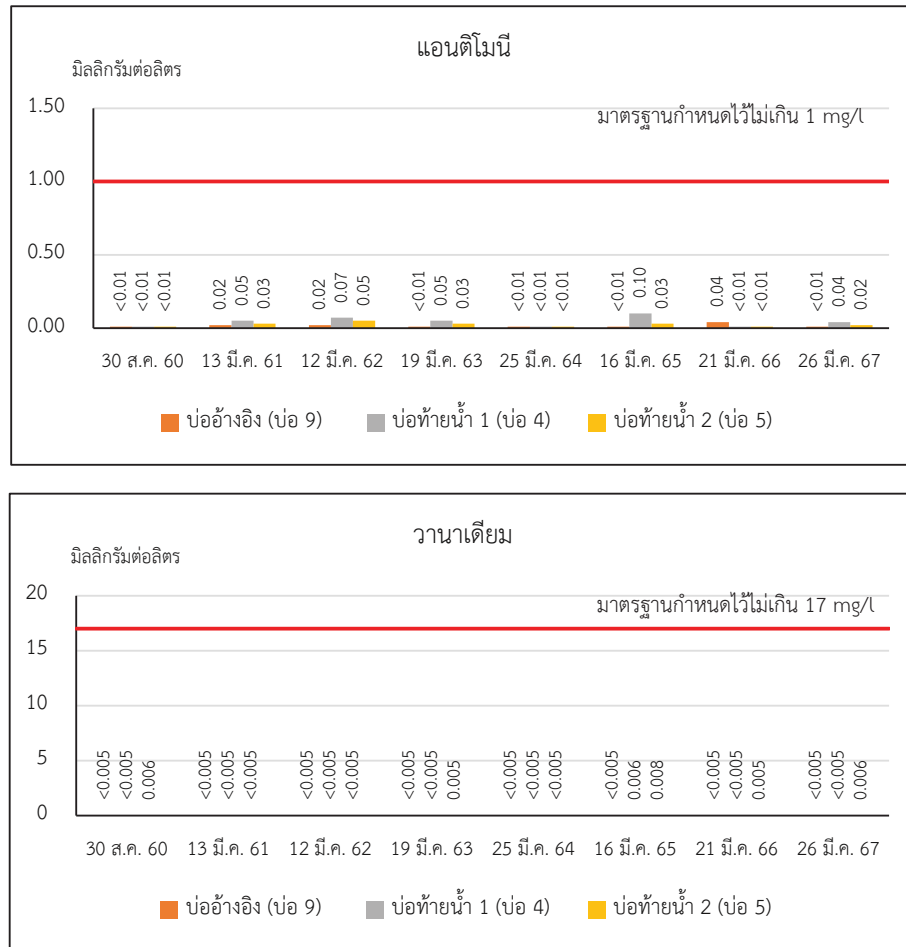 แอนติโมนี
มิลลิกรัมต่อลิตร
1.50
มาตรฐานกำหนดไว้ไม่เกิน 1 mg/l
1.00
0.50
<0.01 <0.01 <0.01 0.02 0.05 0.03 0.02 0.07 0.05 <0.01 0.05 0.03 <0.01 <0.01 <0.01 <0.01 0.10 0.03 0.04 <0.01 <0.01 <0.01 0.04 0.02
0.00
30 ส.ค. 60 13 มี.ค. 61 12 มี.ค. 62 19 มี.ค. 63 25 มี.ค. 64 16 มี.ค. 65 21 มี.ค. 66 26 มี.ค. 67
บ่ออ้างอิง (บ่อ 9) บ่อท้ายน้ำ 1 (บ่อ 4) บ่อท้ายน้ำ 2 (บ่อ 5)
วานาเดียม
มิลลิกรัมต่อลิตร
20
มาตรฐานกำหนดไว้ไม่เกิน 17 mg/l
15
10
5
<0.005 <0.005 0.006 <0.005 <0.005 <0.005 <0.005 <0.005 <0.005 <0.005 <0.005 0.005 <0.005 <0.005 <0.005 <0.005 0.006 0.008 <0.005 <0.005 0.005 <0.005 <0.005 0.006
0
30 ส.ค. 60 13 มี.ค. 61 12 มี.ค. 62 19 มี.ค. 63 25 มี.ค. 64 16 มี.ค. 65 21 มี.ค. 66 26 มี.ค. 67
บ่ออ้างอิง (บ่อ 9) บ่อท้ายน้ำ 1 (บ่อ 4) บ่อท้ายน้ำ 2 (บ่อ 5)